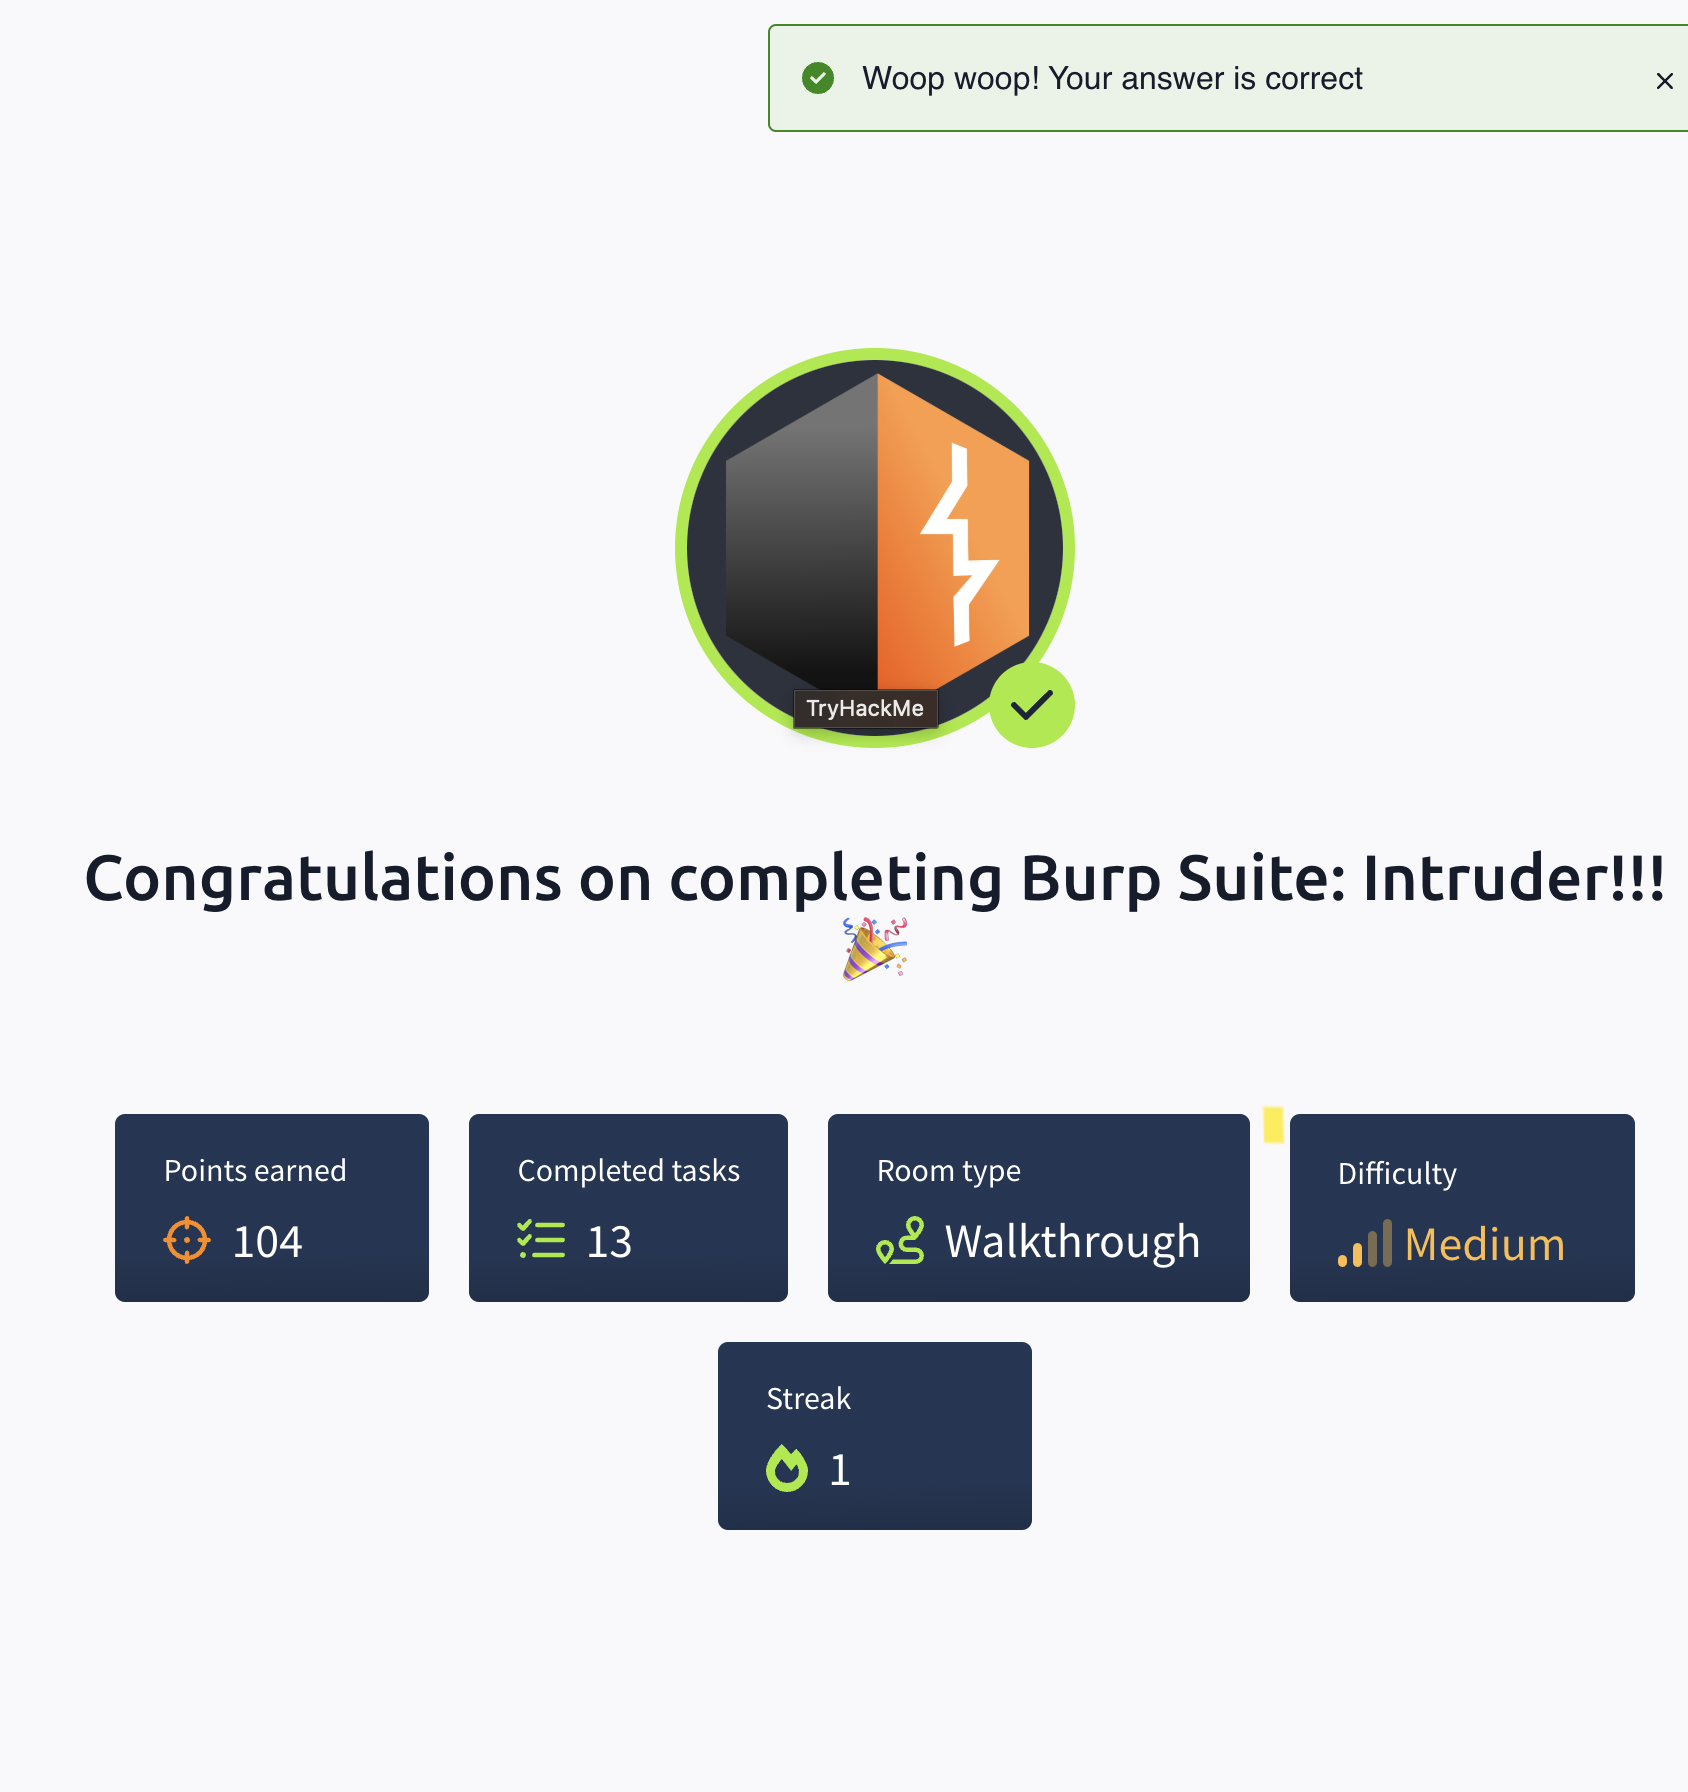 Woop woop! Your answer is correct
TryHackMe
Congratulations on completing Burp Suite: Intruder!!!
🎉
Points earned
104
Completed tasks
13
Room type
Walkthrough
Difficulty
Medium
Streak
1